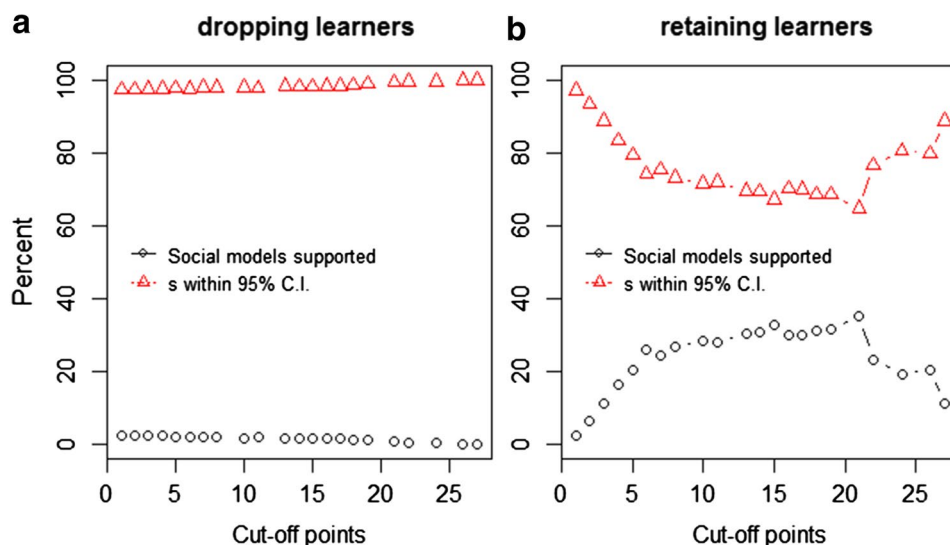 a
dropping learners
b
retaining learners
Percent
100
80
60
40
20
0
Social models supported
s within 95% C.I.
0 5 10 15 20 25
Cut-off points
100
80
60
40
20
0
Social models supported
s within 95% C.I.
0 5 10 15 20 25
Cut-off points